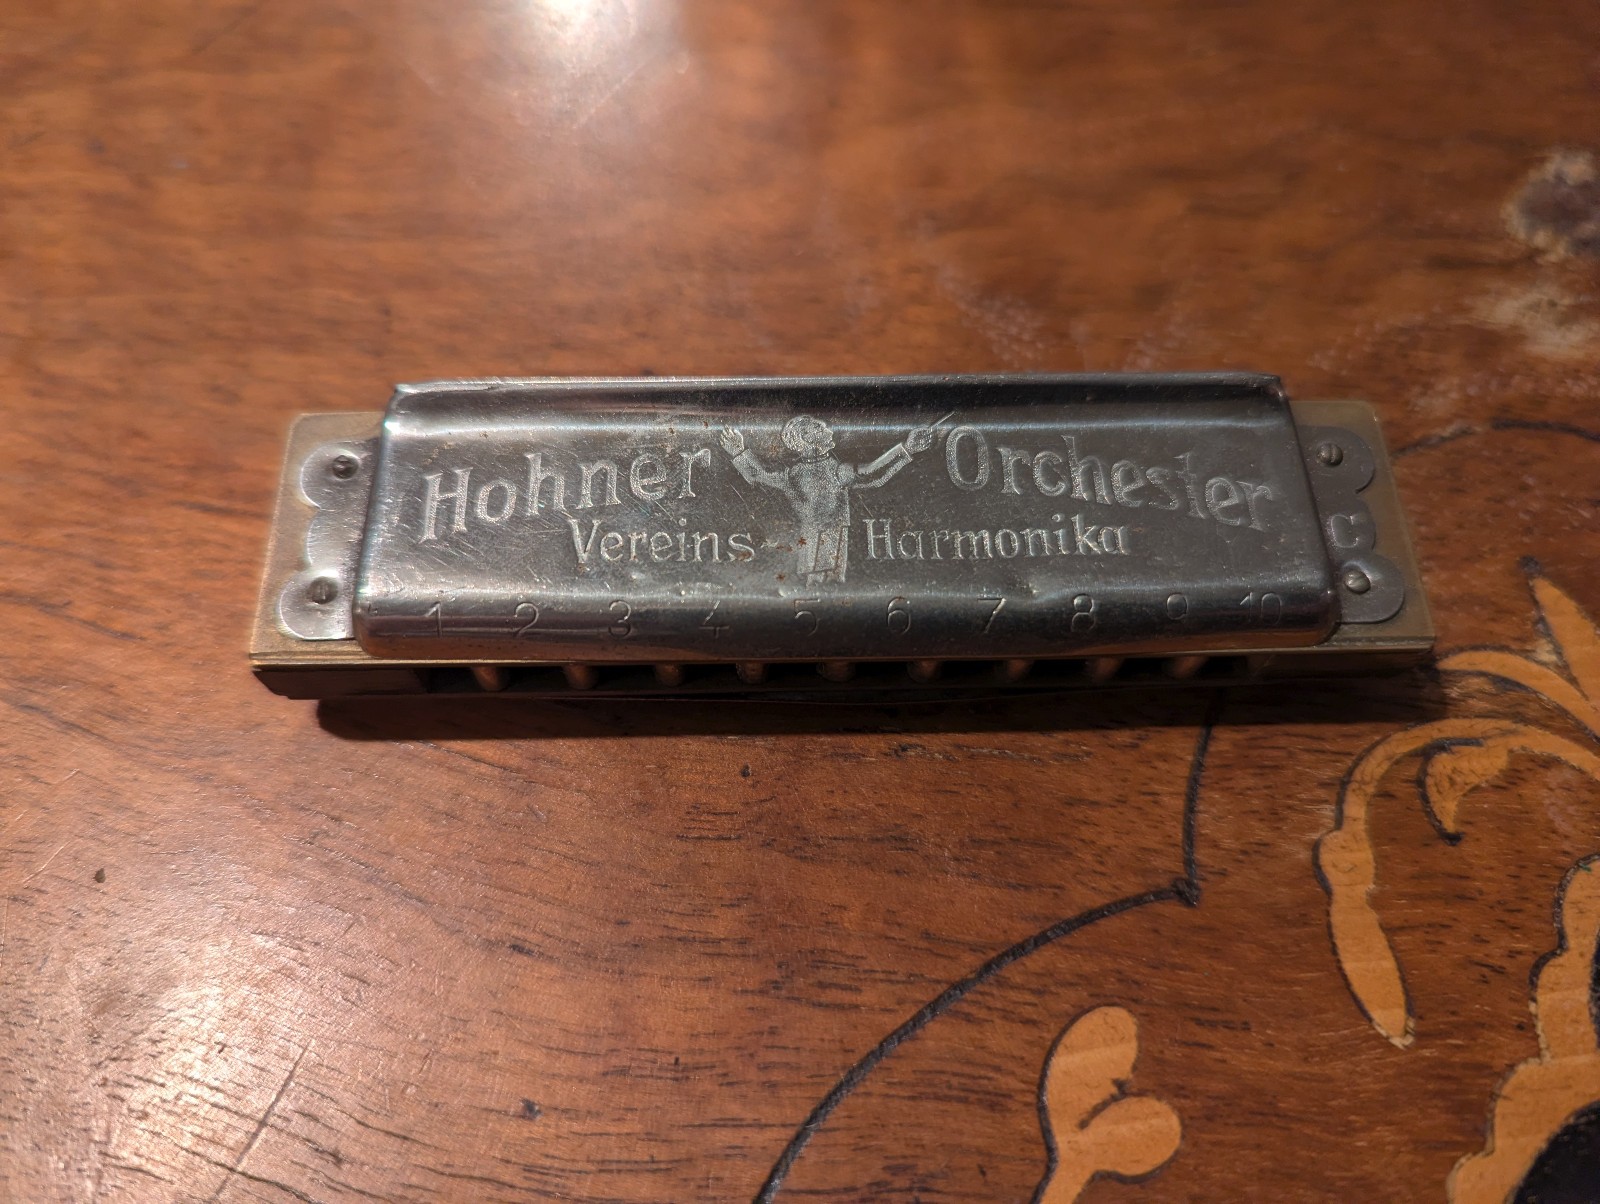 Hohner Orchester
Vereins-Harmonika
C
1 2 3 4 5 6 7 8 9 10